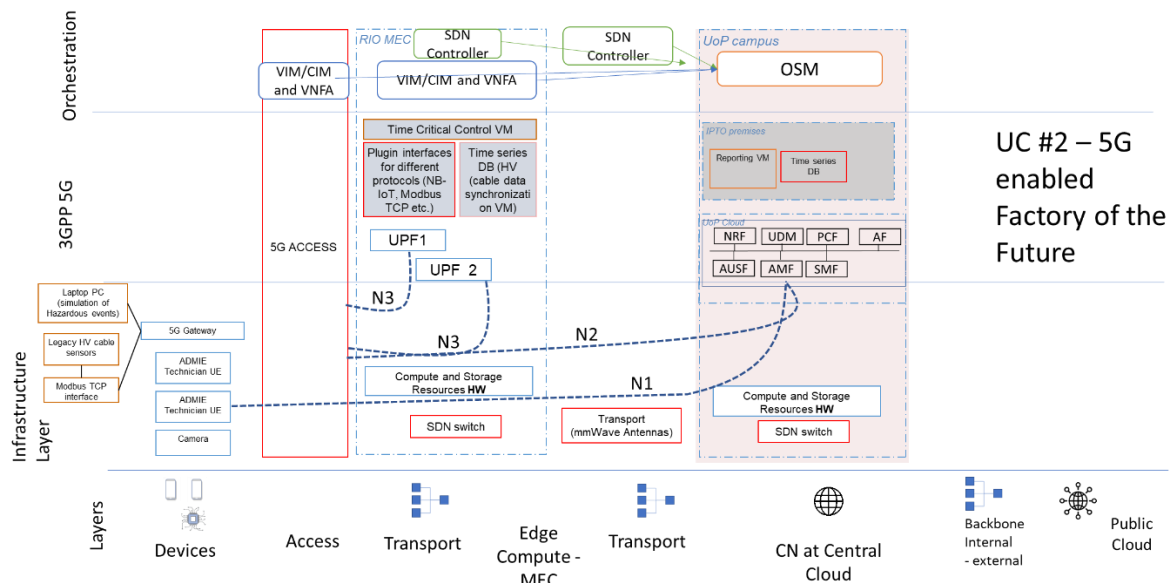 Orchestration
3GPP 5G
Infrastructure
Layer
Layers
RIO MEC
SDN
Controller
SDN
Controller
UoP campus
VIM/CIM
and VNFA
VIM/CIM and VNFA
OSM
Time Critical Control VM
Plugin interfaces
for different
protocols (NB-
IoT, Modbus
TCP etc.)
Time series
DB (HV
(cable data
synchronizati
on VM)
IPTO premises
Reporting VM
Time series
DB
UC #2 – 5G
enabled
Factory of the
Future
5G ACCESS
UPF1
UPF 2
UoP Cloud
NRF
UDM
PCF
AF
AUSF
AMF
SMF
N3
N3
N2
N1
Laptop PC
(simulation of
Hazardous events)
Legacy HV cable
sensors
Modbus TCP
interface
5G Gateway
ADMIE
Technician UE
ADMIE
Technician UE
Camera
Compute and Storage
Resources HW
SDN switch
Transport
(mmWave Antennas)
Compute and Storage
Resources HW
SDN switch
Devices
Access
Transport
Edge
Compute -
MEC
Transport
CN at Central
Cloud
Backbone
Internal
- external
Public
Cloud